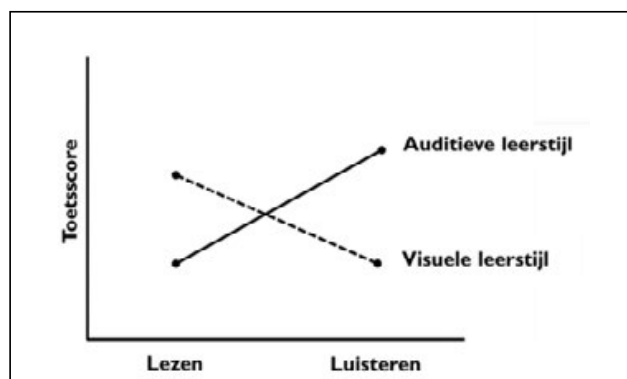 Toetsscore
Auditieve leerstijl
Visuele leerstijl
Lezen
Luisteren